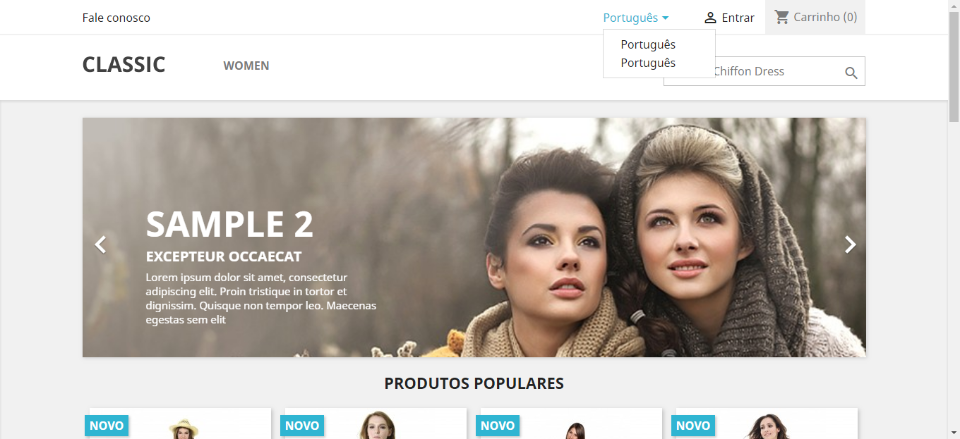 Fale conosco
Português
Entrar
Carrinho (0)
Português
Português
CLASSIC
WOMEN
Chiffon Dress
SAMPLE 2
EXCEPTEUR OCCAECAT
Lorem ipsum dolor sit amet, consectetur
adipiscing elit. Proin tristique in tortor et
dignissim. Quisque non tempor leo. Maecenas
egestas sem elit
PRODUTOS POPULARES
NOVO
NOVO
NOVO
NOVO